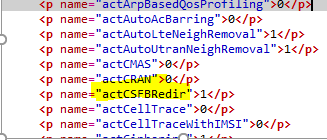 <p name="actArpBasedQosProfiling">0</p>
<p name="actAutoAcBarring">0</p>
<p name="actAutoLteNeighRemoval">1</p>
<p name="actAutoUtranNeighRemoval">1</p>
<p name="actCMAS">0</p>
<p name="actCRAN">0</p>
<p name="actCSFBRedir">1</p>
<p name="actCellTrace">0</p>
<p name="actCellTraceWithIMSI">0</p>
<p name="actCiphering">1</p>